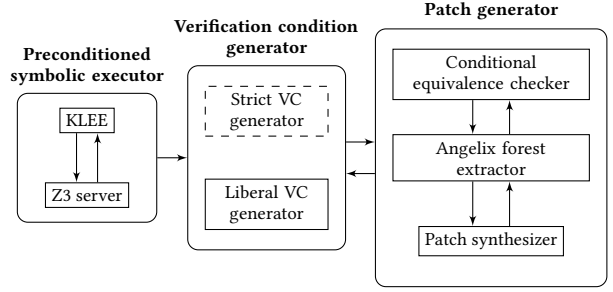 Preconditioned
symbolic executor
KLEE
Z3 server
Verification condition
generator
Strict VC
generator
Liberal VC
generator
Patch generator
Conditional
equivalence checker
Angelix forest
extractor
Patch synthesizer